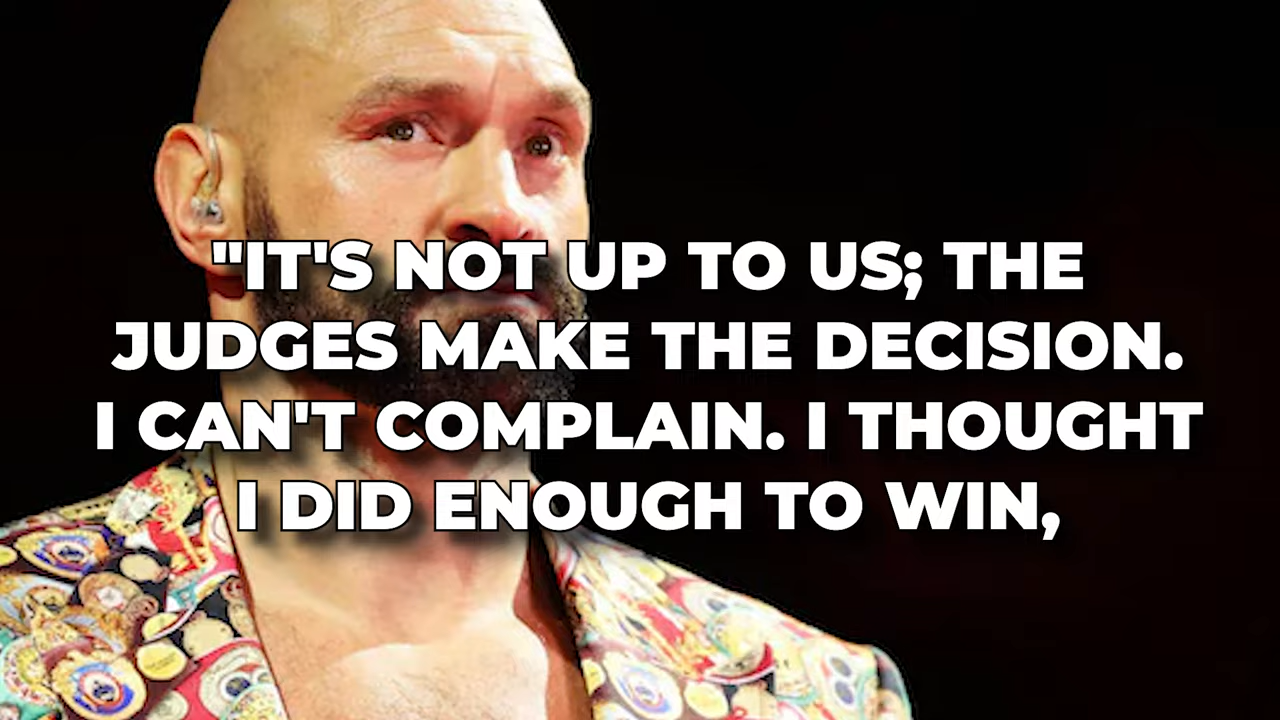 "IT'S NOT UP TO US; THE
JUDGES MAKE THE DECISION.
I CAN'T COMPLAIN. I THOUGHT
I DID ENOUGH TO WIN,